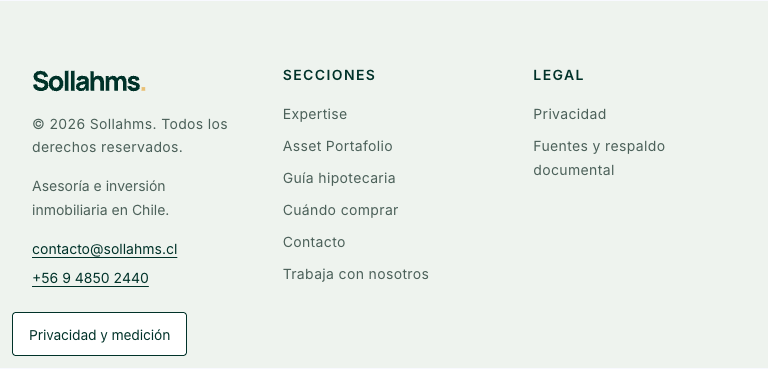 Sollahms.
© 2026 Sollahms. Todos los
derechos reservados.
Asesoría e inversión
inmobiliaria en Chile.
contacto@sollahms.cl
+56 9 4850 2440
Privacidad y medición
SECCIONES
Expertise
Asset Portafolio
Guía hipotecaria
Cuándo comprar
Contacto
Trabaja con nosotros
LEGAL
Privacidad
Fuentes y respaldo
documental